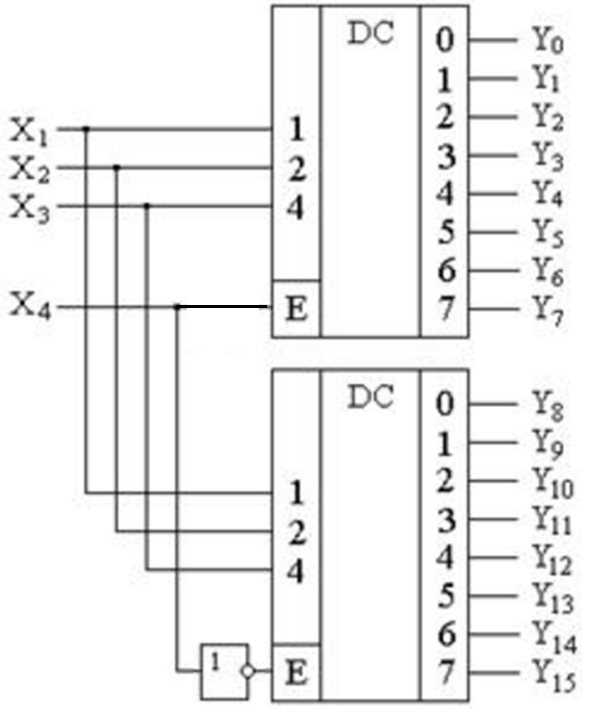 DC
0 Y0
1 Y1
2 Y2
X1 1
3 Y3
X2 2
4 Y4
X3 4
5 Y5
6 Y6
X4 E 7 Y7
DC
0 Y8
1 Y9
2 Y10
1
3 Y11
2
4 Y12
4
5 Y13
6 Y14
1 E 7 Y15